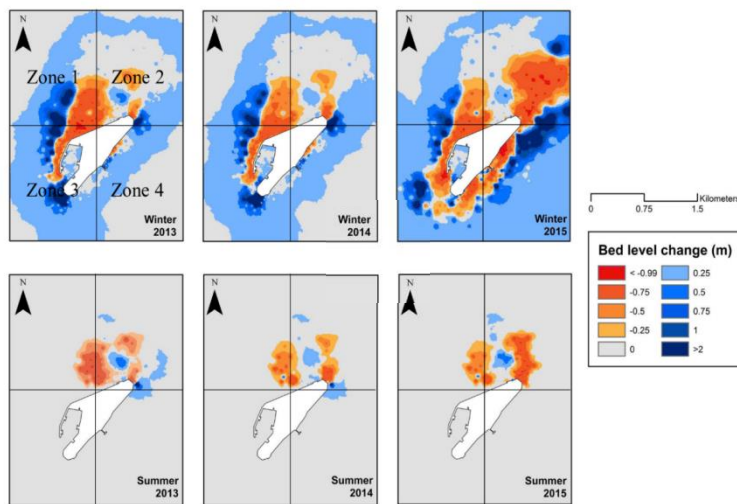 N
N
N
Zone 1
Zone 2
Zone 3
Zone 4
Winter
2013
Winter
2014
Winter
2015
Kilometers
0
0.75
1.5
Bed level change (m)
< -0.99
0.25
-0.75
0.5
-0.5
0.75
-0.25
1
0
>2
N
N
N
Summer
2013
Summer
2014
Summer
2015